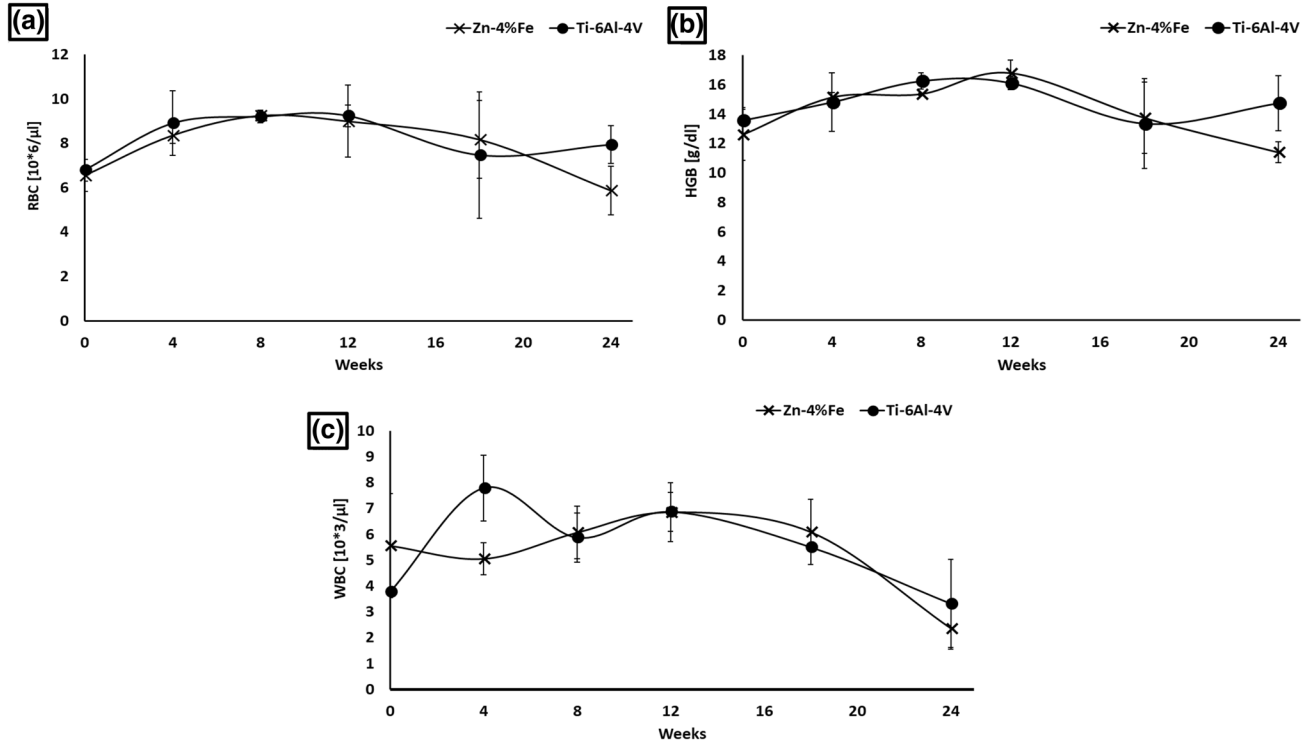 (a)
Zn-4%Fe Ti-6Al-4V
12
10
8
6
4
2
0
RBC [10*6/µl]
0 4 8 12 16 20 24
Weeks
(b)
Zn-4%Fe Ti-6Al-4V
18
16
14
12
10
8
6
4
2
0
HGB [g/dl]
0 4 8 12 16 20 24
Weeks
(c)
Zn-4%Fe Ti-6Al-4V
10
9
8
7
6
5
4
3
2
1
0
WBC [10*3/µl]
0 4 8 12 16 20 24
Weeks